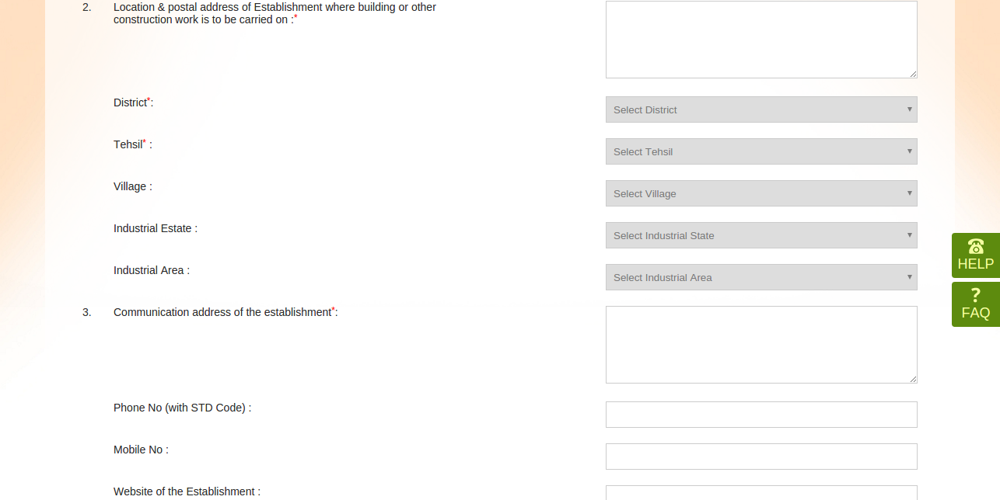 2. Location & postal address of Establishment where building or other
construction work is to be carried on :*
District*:
Select District
Tehsil* :
Select Tehsil
Village :
Select Village
Industrial Estate :
Select Industrial State
Industrial Area :
Select Industrial Area
3. Communication address of the establishment*:
Phone No (with STD Code) :
Mobile No :
Website of the Establishment :
HELP
?
FAQ